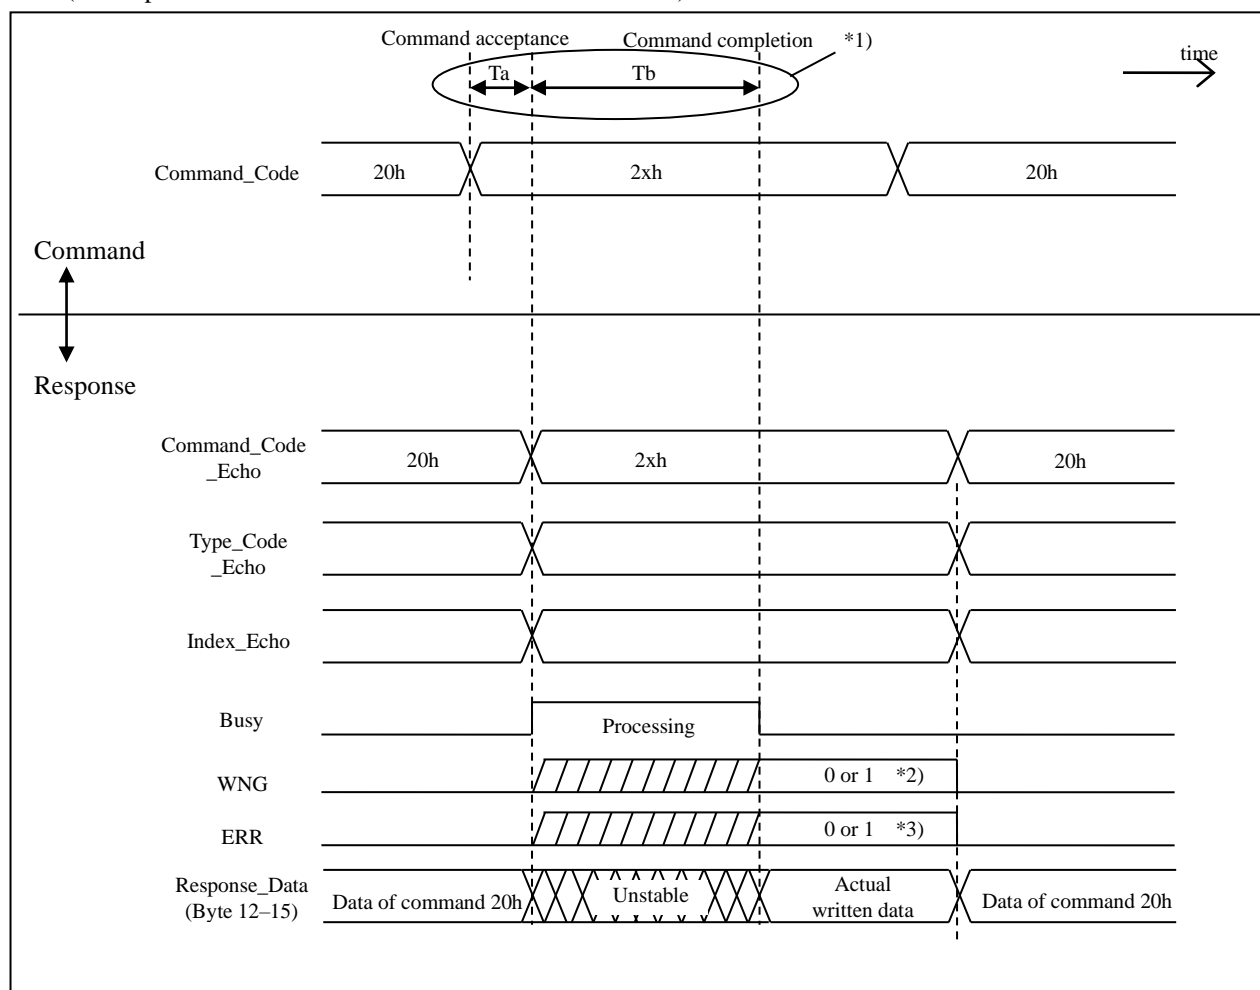 Command acceptance
Command completion
*1)
time
Ta
Tb
Command_Code
20h
2xh
20h
Command
Response
Command_Code
_Echo
20h
2xh
20h
Type_Code
_Echo
Index_Echo
Busy
Processing
WNG
0 or 1 *2)
ERR
0 or 1 *3)
Response_Data
(Byte 12–15)
Data of command 20h
Unstable
Actual
written data
Data of command 20h